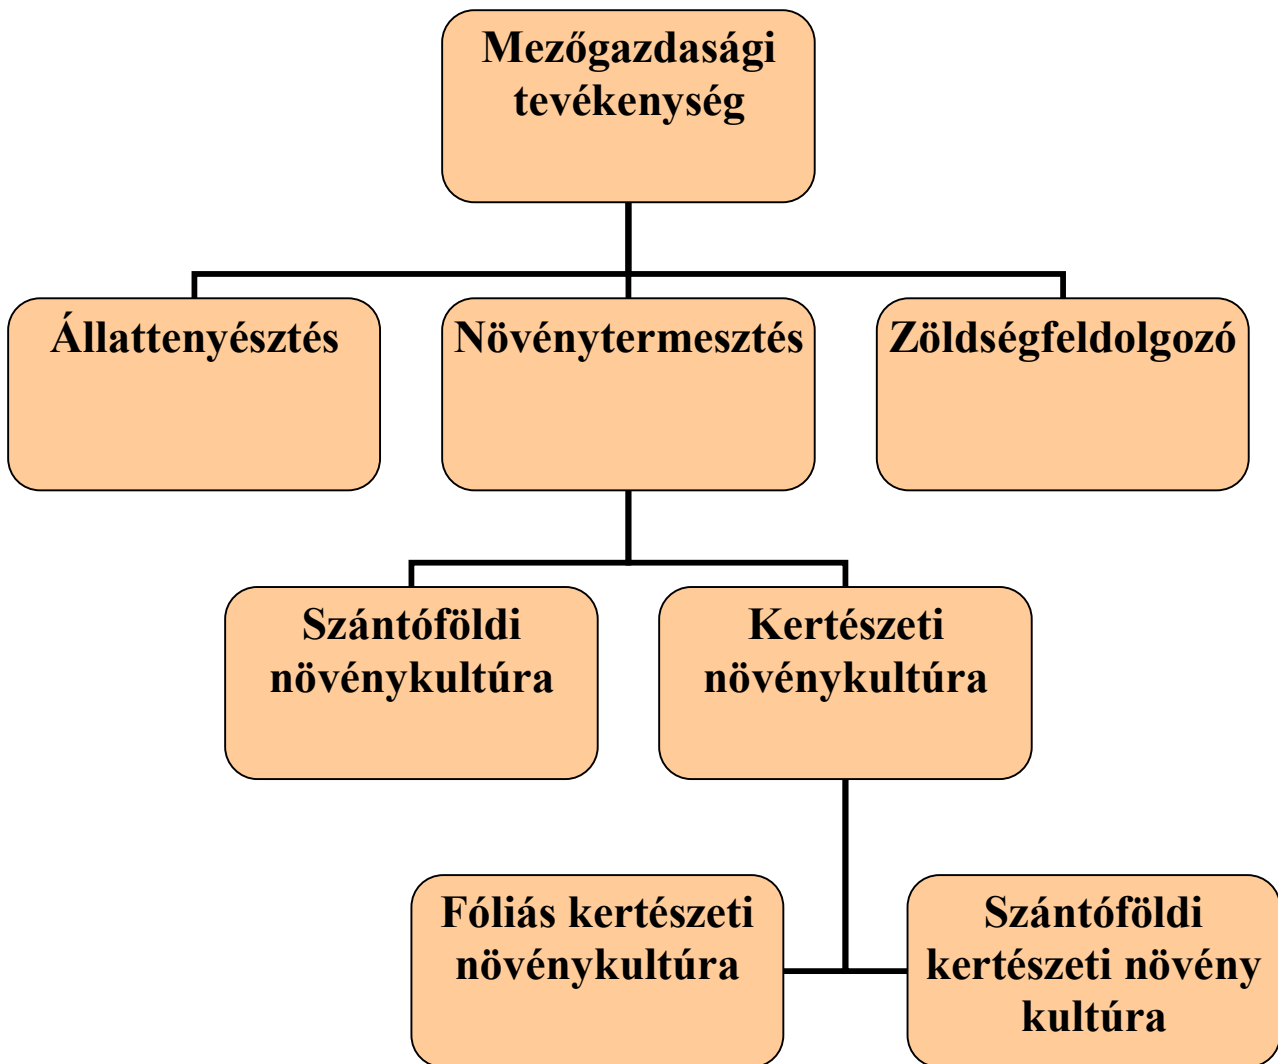 Mezőgazdasági
tevékenység
Állattenyésztés
Növénytermesztés
Zöldségfeldolgozó
Szántóföldi
növénykultúra
Kertészeti
növénykultúra
Fóliás kertészeti
növénykultúra
Szántóföldi
kertészeti növény
kultúra